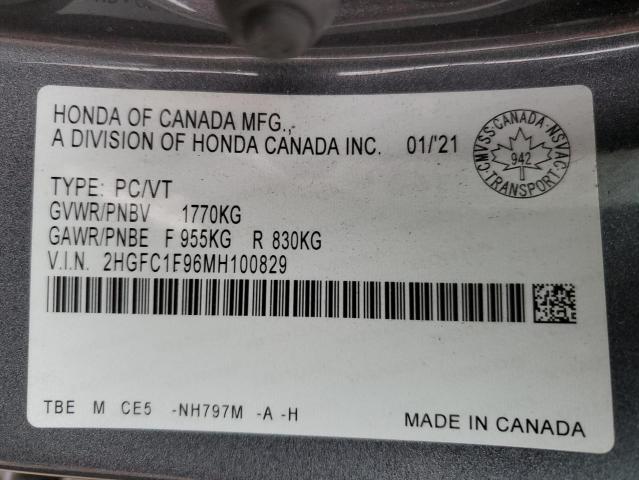 HONDA OF CANADA MFG.,
A DIVISION OF HONDA CANADA INC. 01/'21
CMVSS·CANADA·NSVAC
942
TRANSPORT
TYPE: PC/VT
GVWR/PNBV 1770KG
GAWR/PNBE F 955KG R 830KG
V.I.N. 2HGFC1F96MH100829
TBE M CE5 -NH797M -A -H
MADE IN CANADA